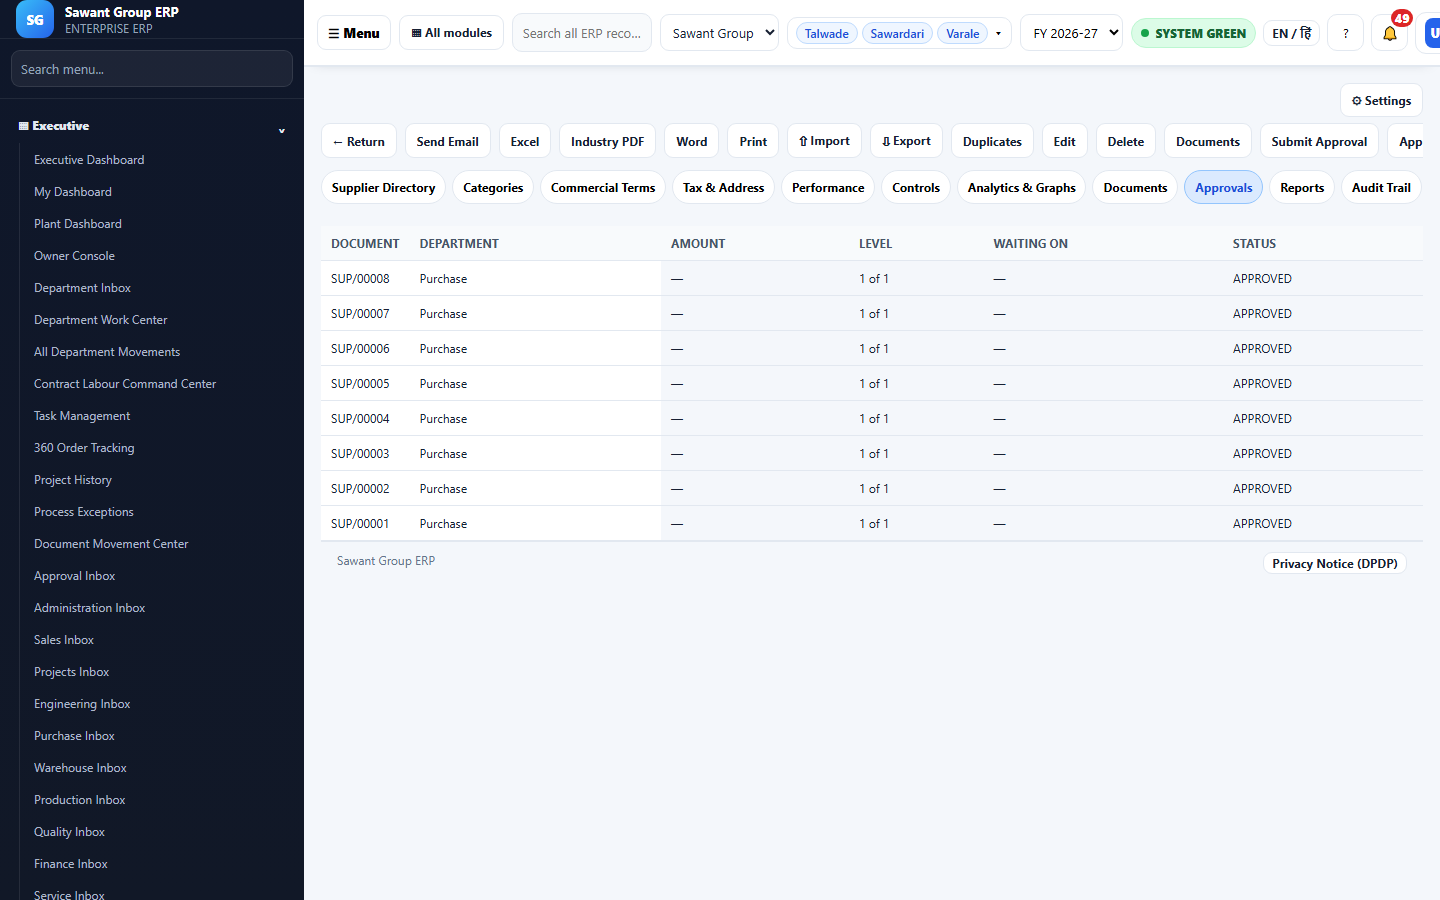 SG
Sawant Group ERP
ENTERPRISE ERP
Search menu...
Executive
Executive Dashboard
My Dashboard
Plant Dashboard
Owner Console
Department Inbox
Department Work Center
All Department Movements
Contract Labour Command Center
Task Management
360 Order Tracking
Project History
Process Exceptions
Document Movement Center
Approval Inbox
Administration Inbox
Sales Inbox
Projects Inbox
Engineering Inbox
Purchase Inbox
Warehouse Inbox
Production Inbox
Quality Inbox
Finance Inbox
Service Inbox
☰ Menu
All modules
Search all ERP reco...
Sawant Group
Talwade Sawardari Varale
FY 2026-27
SYSTEM GREEN
EN / हिं
?
49
U
⚙ Settings
← Return Send Email Excel Industry PDF Word Print ⇧ Import ⇩ Export Duplicates Edit Delete Documents Submit Approval App
Supplier Directory Categories Commercial Terms Tax & Address Performance Controls Analytics & Graphs Documents Approvals Reports Audit Trail
DOCUMENT DEPARTMENT AMOUNT LEVEL WAITING ON STATUS
SUP/00008 Purchase — 1 of 1 — APPROVED
SUP/00007 Purchase — 1 of 1 — APPROVED
SUP/00006 Purchase — 1 of 1 — APPROVED
SUP/00005 Purchase — 1 of 1 — APPROVED
SUP/00004 Purchase — 1 of 1 — APPROVED
SUP/00003 Purchase — 1 of 1 — APPROVED
SUP/00002 Purchase — 1 of 1 — APPROVED
SUP/00001 Purchase — 1 of 1 — APPROVED
Sawant Group ERP
Privacy Notice (DPDP)